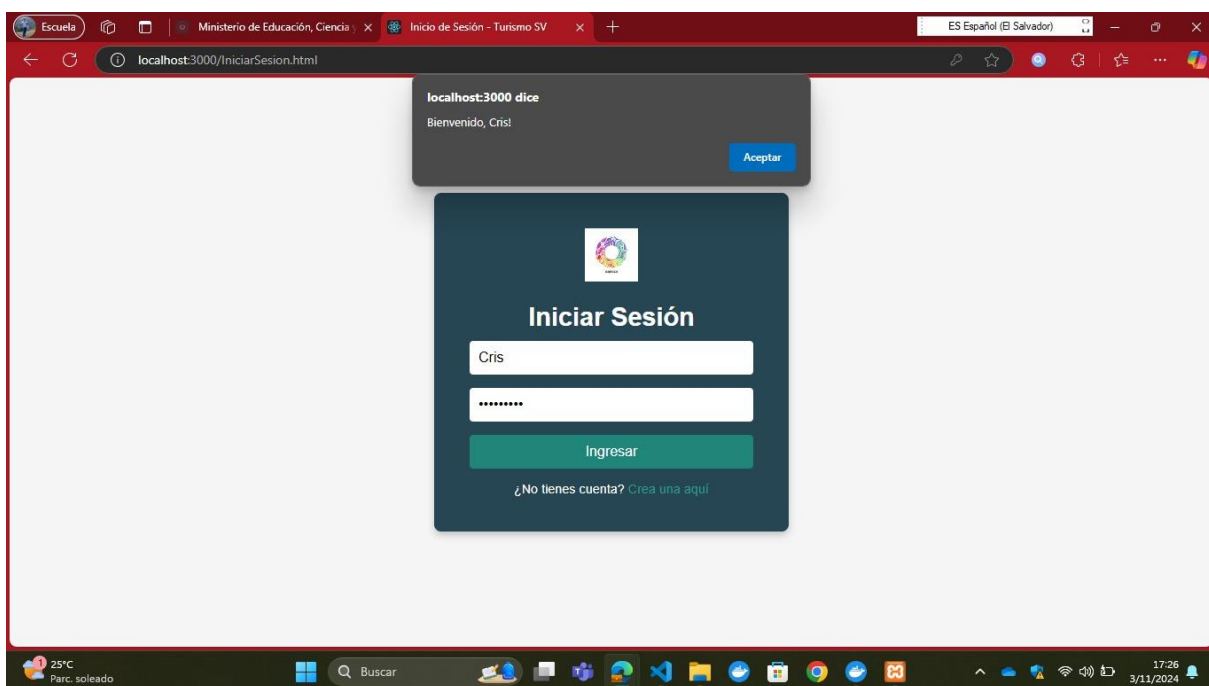 Escuela
Ministerio de Educación, Ciencia y
Inicio de Sesión - Turismo SV
ES Español (El Salvador)
localhost:3000/IniciarSesion.html
localhost:3000 dice
Bienvenido, Cris!
Aceptar
Iniciar Sesión
Cris
•••••••••
Ingresar
¿No tienes cuenta? Crea una aquí
1
25°C
Parc. soleado
Buscar
17:26
3/11/2024